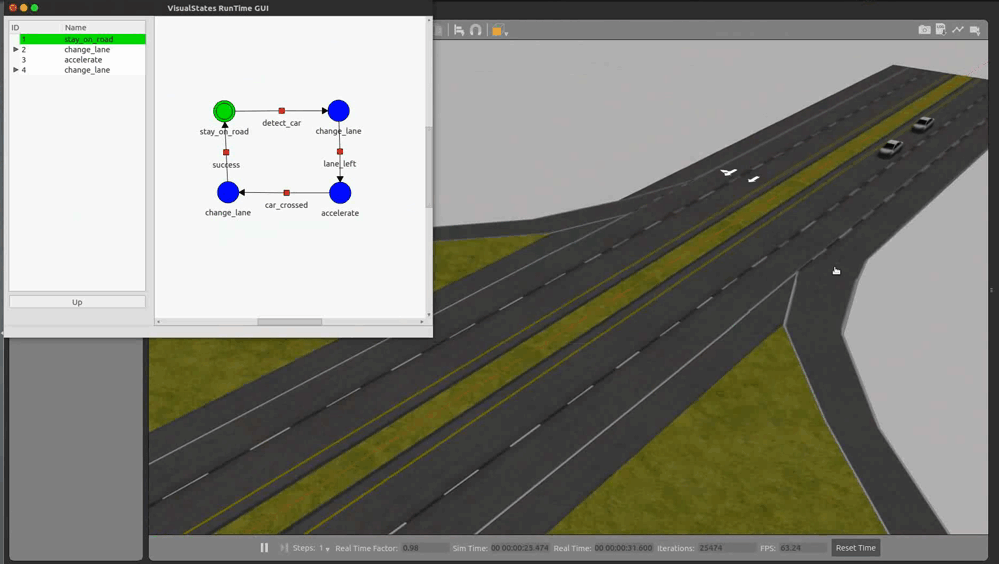 VisualStates RunTime GUI
ID Name
1 stay_on_road
2 change_lane
3 accelerate
4 change_lane
Up
stay_on_road
detect_car
change_lane
success
lane_left
change_lane
car_crossed
accelerate
Steps: 1 Real Time Factor: 0.98 Sim Time: 00 00:00:23.474 Real Time: 00 00:00:31.600 Iterations: 25474 FPS: 63.24 Reset Time